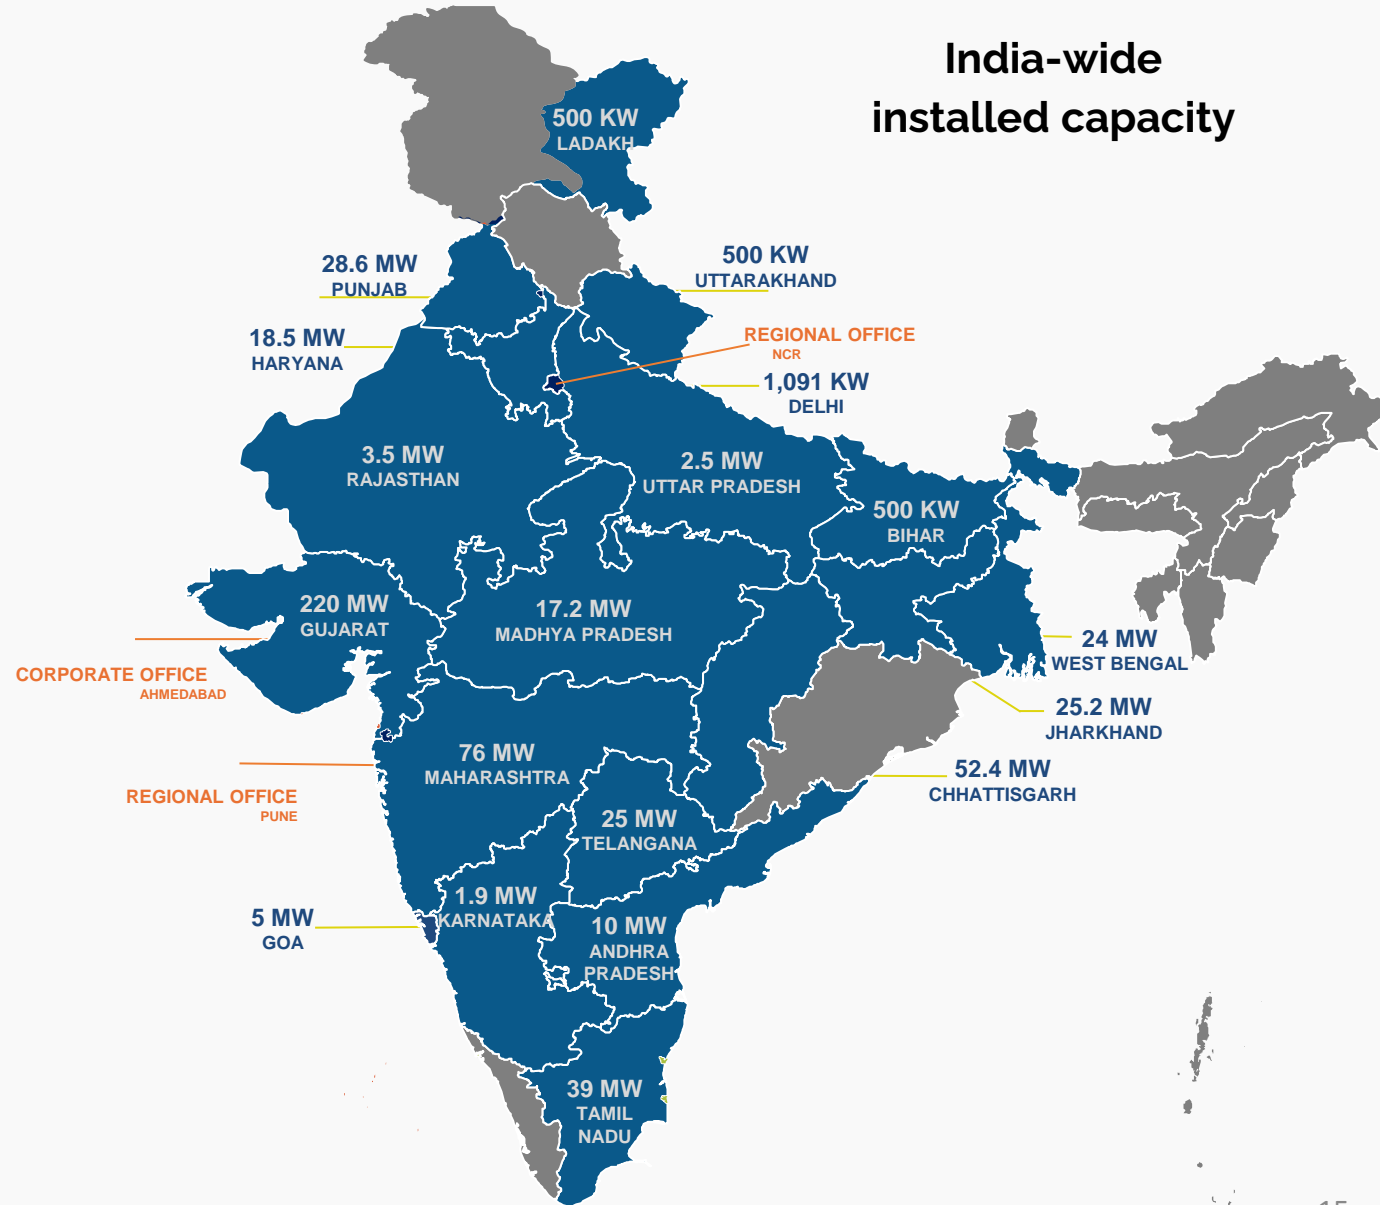 India-wide
installed capacity
500 KW
LADAKH
28.6 MW
PUNJAB
500 KW
UTTARAKHAND
18.5 MW
HARYANA
REGIONAL OFFICE
NCR
1,091 KW
DELHI
3.5 MW
RAJASTHAN
2.5 MW
UTTAR PRADESH
500 KW
BIHAR
220 MW
GUJARAT
17.2 MW
MADHYA PRADESH
24 MW
WEST BENGAL
CORPORATE OFFICE
AHMEDABAD
25.2 MW
JHARKHAND
76 MW
MAHARASHTRA
52.4 MW
CHHATTISGARH
REGIONAL OFFICE
PUNE
25 MW
TELANGANA
1.9 MW
KARNATAKA
5 MW
GOA
10 MW
ANDHRA
PRADESH
39 MW
TAMIL
NADU